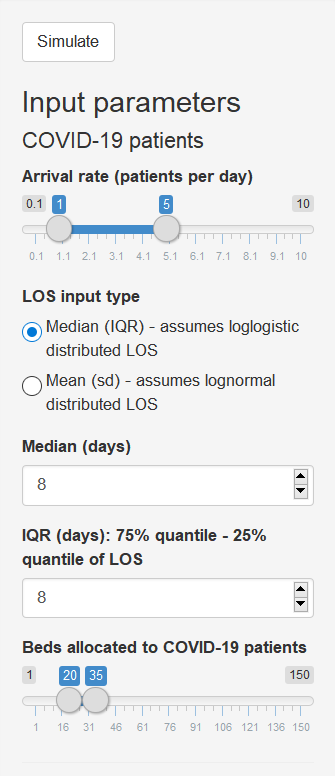 Simulate
Input parameters
COVID-19 patients
Arrival rate (patients per day)
0.1 1 5 10
0.1 1.1 2.1 3.1 4.1 5.1 6.1 7.1 8.1 9.1 10
LOS input type
Median (IQR) - assumes loglogistic
distributed LOS
Mean (sd) - assumes lognormal
distributed LOS
Median (days)
8
IQR (days): 75% quantile - 25%
quantile of LOS
8
Beds allocated to COVID-19 patients
1 20 35 150
1 16 31 46 61 76 91 106 121 136 150